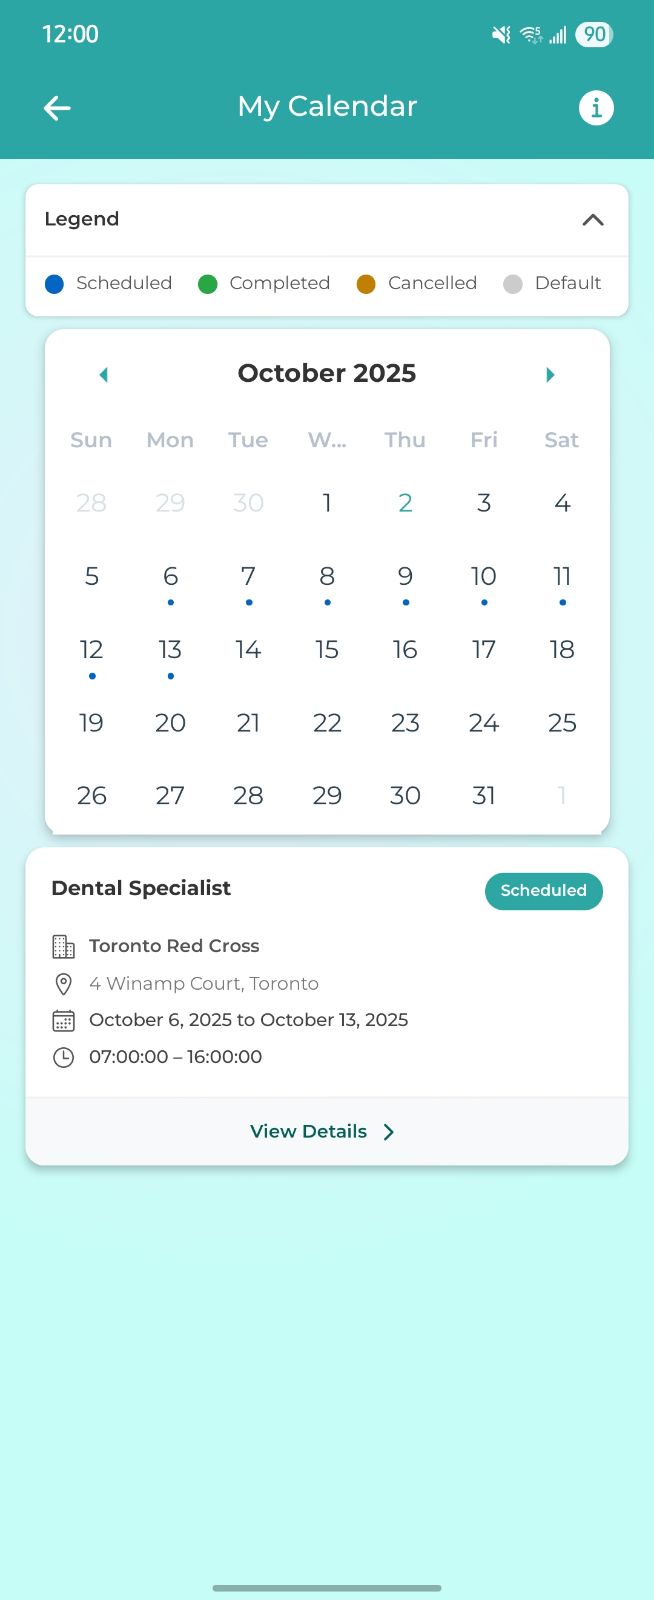 12:00 5 90
My Calendar
Legend
Scheduled Completed Cancelled Default
October 2025
Sun Mon Tue W... Thu Fri Sat
28 29 30 1 2 3 4
5 6 7 8 9 10 11
12 13 14 15 16 17 18
19 20 21 22 23 24 25
26 27 28 29 30 31 1
Dental Specialist Scheduled
Toronto Red Cross
4 Winamp Court, Toronto
October 6, 2025 to October 13, 2025
07:00:00 – 16:00:00
View Details